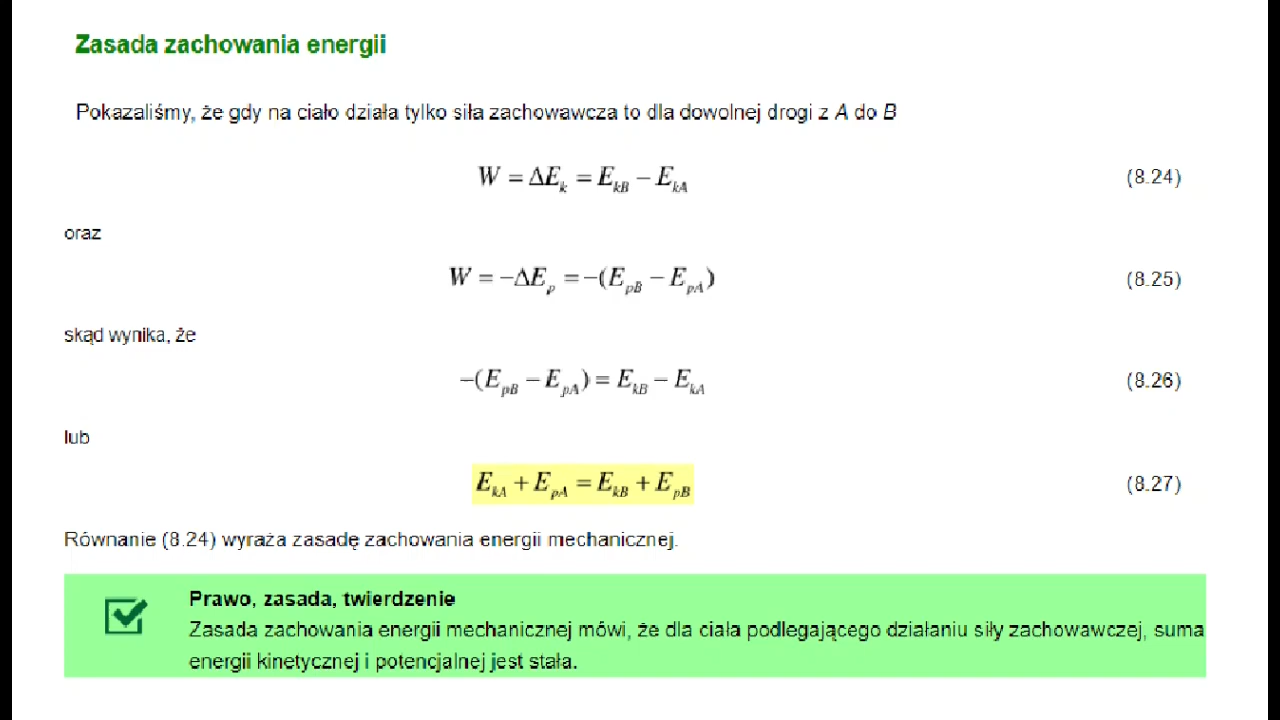 Zasada zachowania energii
Pokazaliśmy, że gdy na ciało działa tylko siła zachowawcza to dla dowolnej drogi z A do B
W = ΔE_k = E_kB − E_kA (8.24)
oraz
W = −ΔE_p = −(E_pB − E_pA) (8.25)
skąd wynika, że
−(E_pB − E_pA) = E_kB − E_kA (8.26)
lub
E_kA + E_pA = E_kB + E_pB (8.27)
Równanie (8.24) wyraża zasadę zachowania energii mechanicznej.
Prawo, zasada, twierdzenie
Zasada zachowania energii mechanicznej mówi, że dla ciała podlegającego działaniu siły zachowawczej, suma
energii kinetycznej i potencjalnej jest stała.